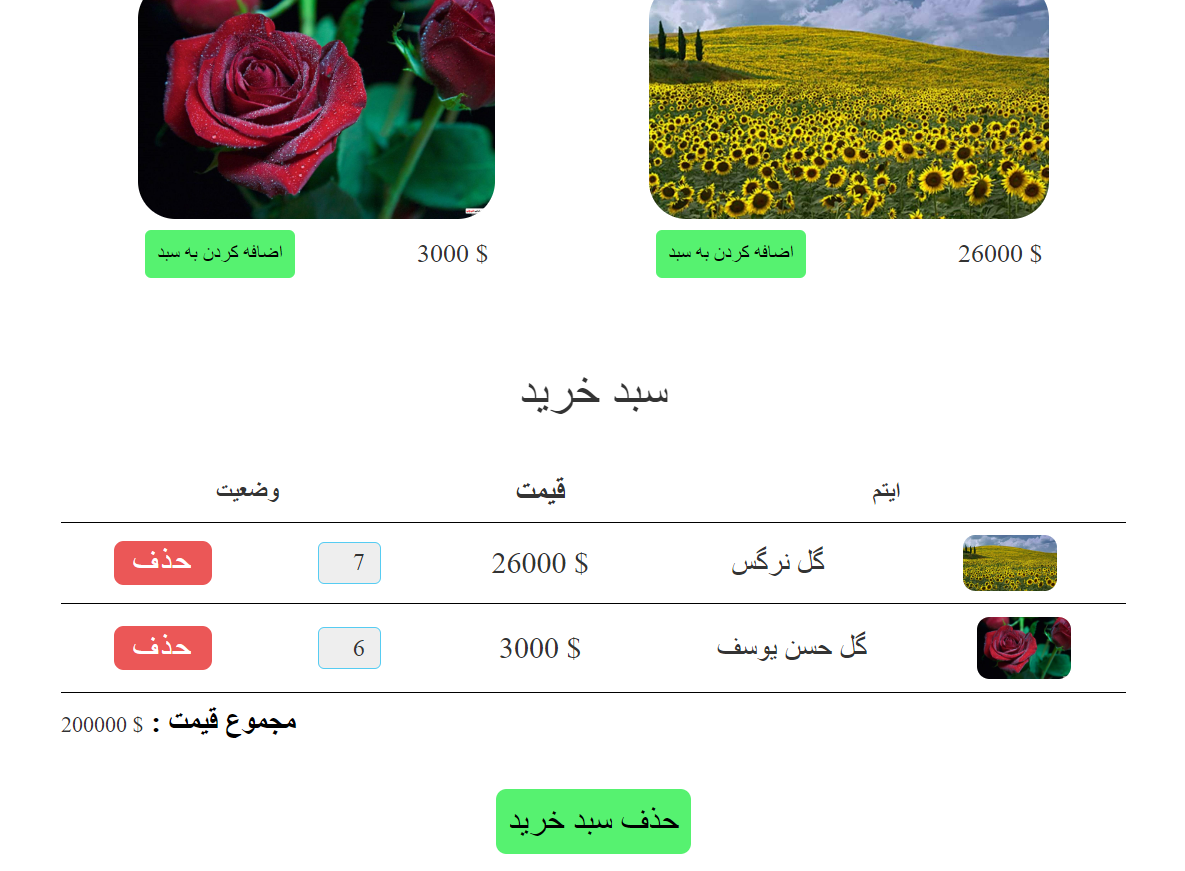 26000 $ اضافه کردن به سبد
3000 $ اضافه کردن به سبد
سبد خرید
ایتم قیمت وضعیت
گل نرگس 26000 $ 7 حذف
گل حسن یوسف 3000 $ 6 حذف
مجموع قیمت : 200000 $
حذف سبد خرید